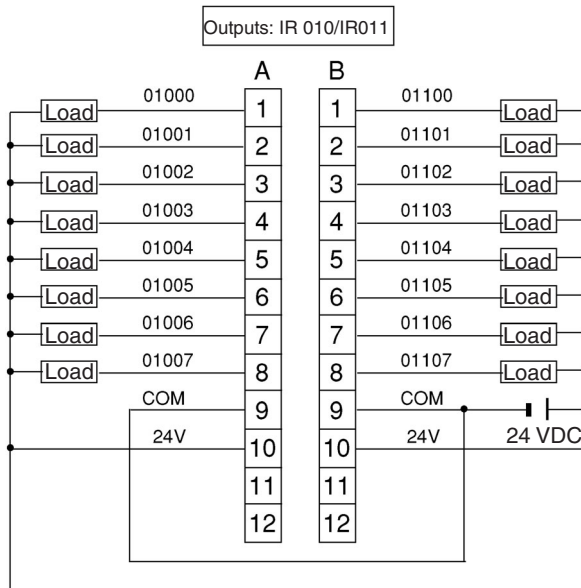 Outputs: IR 010/IR011
A B
Load 01000 1 1 01100 Load
Load 01001 2 2 01101 Load
Load 01002 3 3 01102 Load
Load 01003 4 4 01103 Load
Load 01004 5 5 01104 Load
Load 01005 6 6 01105 Load
Load 01006 7 7 01106 Load
Load 01007 8 8 01107 Load
COM 9 9 COM
24V 10 10 24V 24 VDC
11 11
12 12